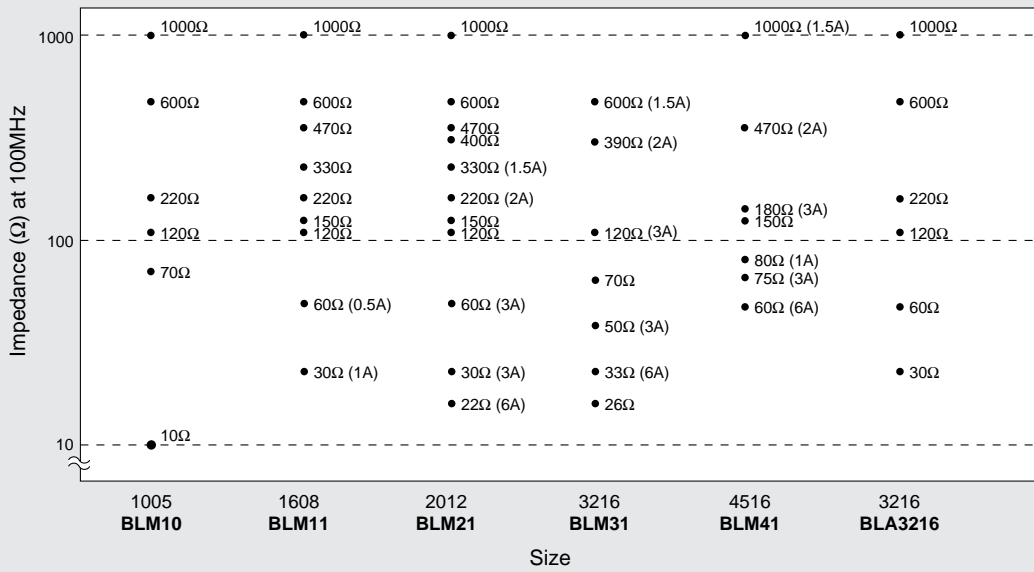 Impedance (Ω) at 100MHz
1000
1000Ω
1000Ω
1000Ω
1000Ω (1.5A)
1000Ω
600Ω
600Ω
600Ω
600Ω (1.5A)
600Ω
470Ω
470Ω
470Ω (2A)
400Ω
390Ω (2A)
330Ω
330Ω (1.5A)
220Ω
220Ω
220Ω (2A)
180Ω (3A)
220Ω
150Ω
150Ω
150Ω
100
120Ω
120Ω
120Ω
120Ω (3A)
120Ω
80Ω (1A)
70Ω
70Ω
75Ω (3A)
60Ω (0.5A)
60Ω (3A)
60Ω (6A)
60Ω
50Ω (3A)
30Ω (1A)
30Ω (3A)
33Ω (6A)
30Ω
22Ω (6A)
26Ω
10
10Ω
1005 1608 2012 3216 4516 3216
BLM10 BLM11 BLM21 BLM31 BLM41 BLA3216
Size